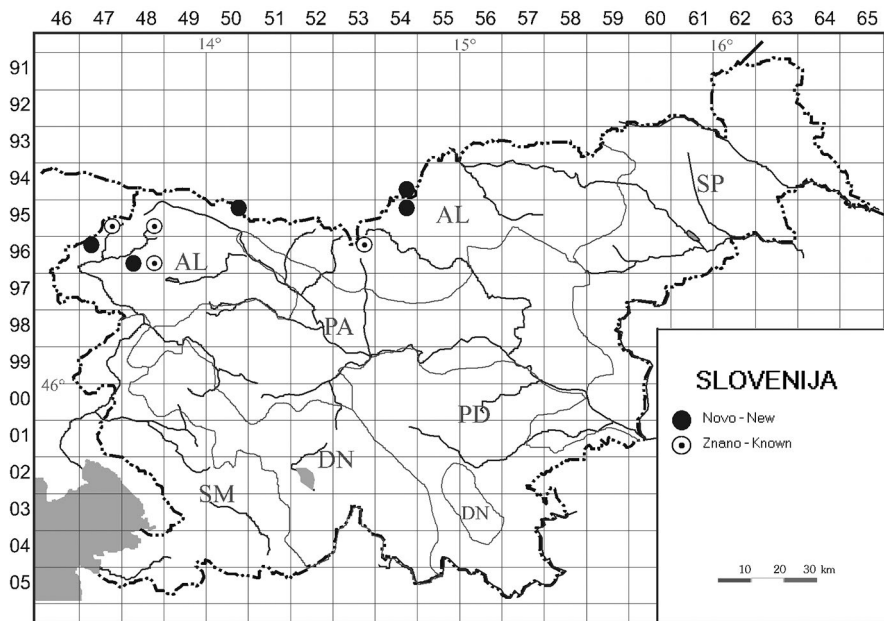 46 47 48 49 50 51 52 53 54 55 56 57 58 59 60 61 62 63 64 65
14° 15° 16°
91
92
93
94
95
96
97
98
99
46°
00
01
02
03
04
05
SP
AL
AL
PA
PD
DN
SM
DN
SLOVENIJA
Novo - New
Znano - Known
10 20 30 km